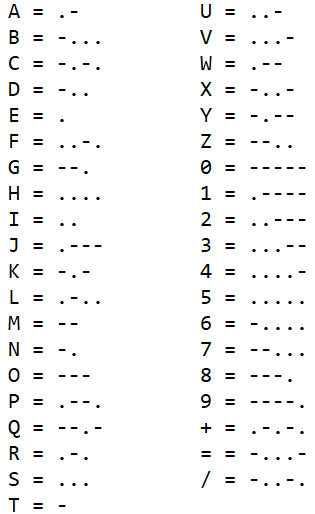 A = .-
B = -...
C = -.-.
D = -..
E = .
F = ..-.
G = --.
H = ....
I = ..
J = .---
K = -.-
L = .-..
M = --
N = -.
O = ---
P = .--.
Q = --.-
R = .-.
S = ...
T = -
U = ..-
V = ...-
W = .--
X = -..-
Y = -.--
Z = --..
0 = -----
1 = .----
2 = ..---
3 = ...--
4 = ....-
5 = .....
6 = -....
7 = --...
8 = ---.
9 = ----.
+ = .-.-.
= = -...-
/ = -..-.